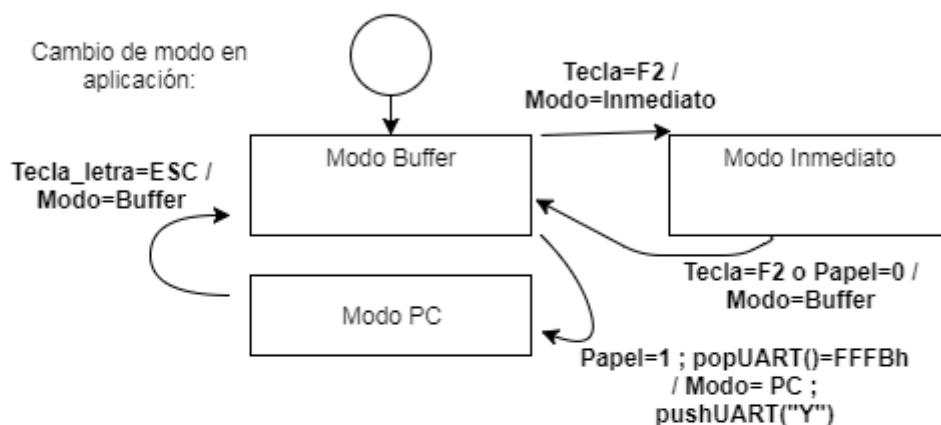 Cambio de modo en
aplicación:
Tecla=F2 /
Modo=Inmediato
Modo Buffer
Modo Inmediato
Tecla_letra=ESC /
Modo=Buffer
Tecla=F2 o Papel=0 /
Modo=Buffer
Modo PC
Papel=1 ; popUART()=FFFBh
/ Modo= PC ;
pushUART("Y")